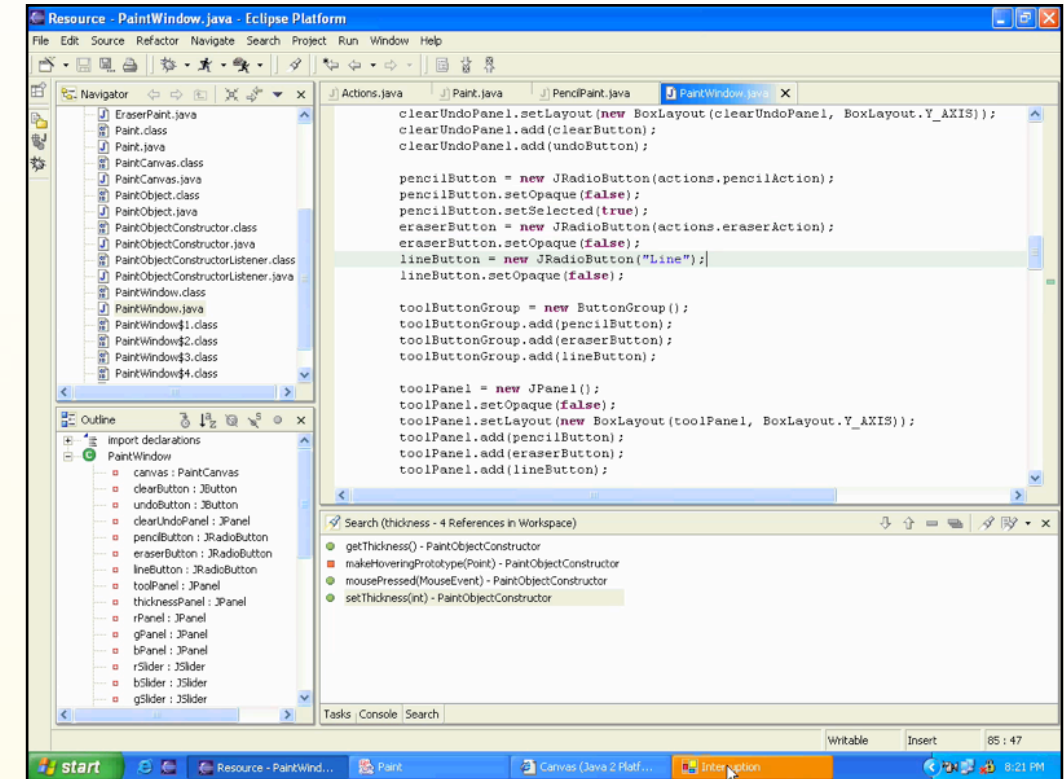 Resource - PaintWindow.java - Eclipse Platform
File Edit Source Refactor Navigate Search Project Run Window Help
Navigator
EraserPaint.java
Paint.class
Paint.java
PaintCanvas.class
PaintCanvas.java
PaintObject.class
PaintObject.java
PaintObjectConstructor.class
PaintObjectConstructor.java
PaintObjectConstructorListener.class
PaintObjectConstructorListener.java
PaintWindow.class
PaintWindow.java
PaintWindow$1.class
PaintWindow$2.class
PaintWindow$3.class
PaintWindow$4.class
Outline
import declarations
PaintWindow
canvas : PaintCanvas
clearButton : JButton
undoButton : JButton
clearUndoPanel : JPanel
pencilButton : JRadioButton
eraserButton : JRadioButton
lineButton : JRadioButton
toolPanel : JPanel
thicknessPanel : JPanel
rPanel : JPanel
gPanel : JPanel
bPanel : JPanel
rSlider : JSlider
bSlider : JSlider
gSlider : JSlider
Actions.java Paint.java PencilPaint.java PaintWindow.java
clearUndoPanel.setLayout(new BoxLayout(clearUndoPanel, BoxLayout.Y_AXIS));
clearUndoPanel.add(clearButton);
clearUndoPanel.add(undoButton);
pencilButton = new JRadioButton(actions.pencilAction);
pencilButton.setOpaque(false);
pencilButton.setSelected(true);
eraserButton = new JRadioButton(actions.eraserAction);
eraserButton.setOpaque(false);
lineButton = new JRadioButton("Line");
lineButton.setOpaque(false);
toolButtonGroup = new ButtonGroup();
toolButtonGroup.add(pencilButton);
toolButtonGroup.add(eraserButton);
toolButtonGroup.add(lineButton);
toolPanel = new JPanel();
toolPanel.setOpaque(false);
toolPanel.setLayout(new BoxLayout(toolPanel, BoxLayout.Y_AXIS));
toolPanel.add(pencilButton);
toolPanel.add(eraserButton);
toolPanel.add(lineButton);
Search (thickness - 4 References in Workspace)
getThickness() - PaintObjectConstructor
makeHoveringPrototype(Point) - PaintObjectConstructor
mousePressed(MouseEvent) - PaintObjectConstructor
setThickness(int) - PaintObjectConstructor
Tasks Console Search
Writable Insert 85 : 47
start Resource - PaintWind... Paint Canvas (Java 2 Platf... Interruption 8:21 PM